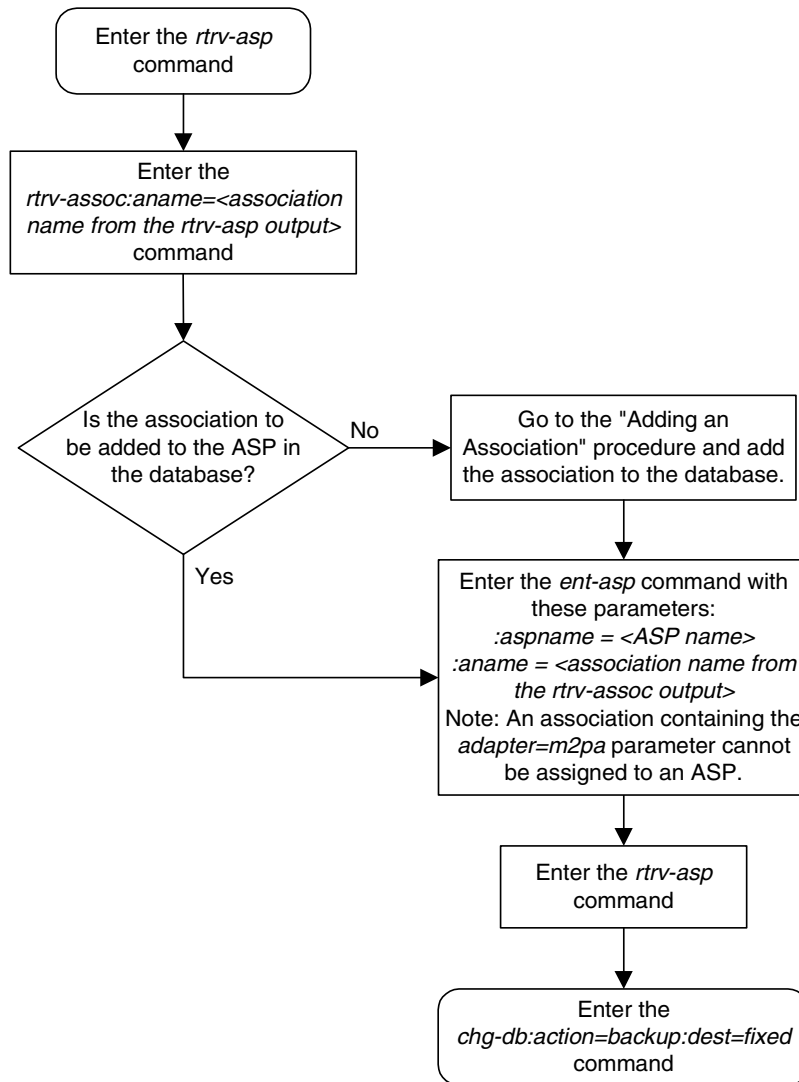 Enter the rtrv-asp
command
Enter the
rtrv-assoc:aname=<association
name from the rtrv-asp output>
command
Is the association to
be added to the ASP in
the database?
No
Go to the "Adding an
Association" procedure and add
the association to the database.
Yes
Enter the ent-asp command with
these parameters:
:aspname = <ASP name>
:aname = <association name from
the rtrv-assoc output>
Note: An association containing the
adapter=m2pa parameter cannot
be assigned to an ASP.
Enter the rtrv-asp
command
Enter the
chg-db:action=backup:dest=fixed
command